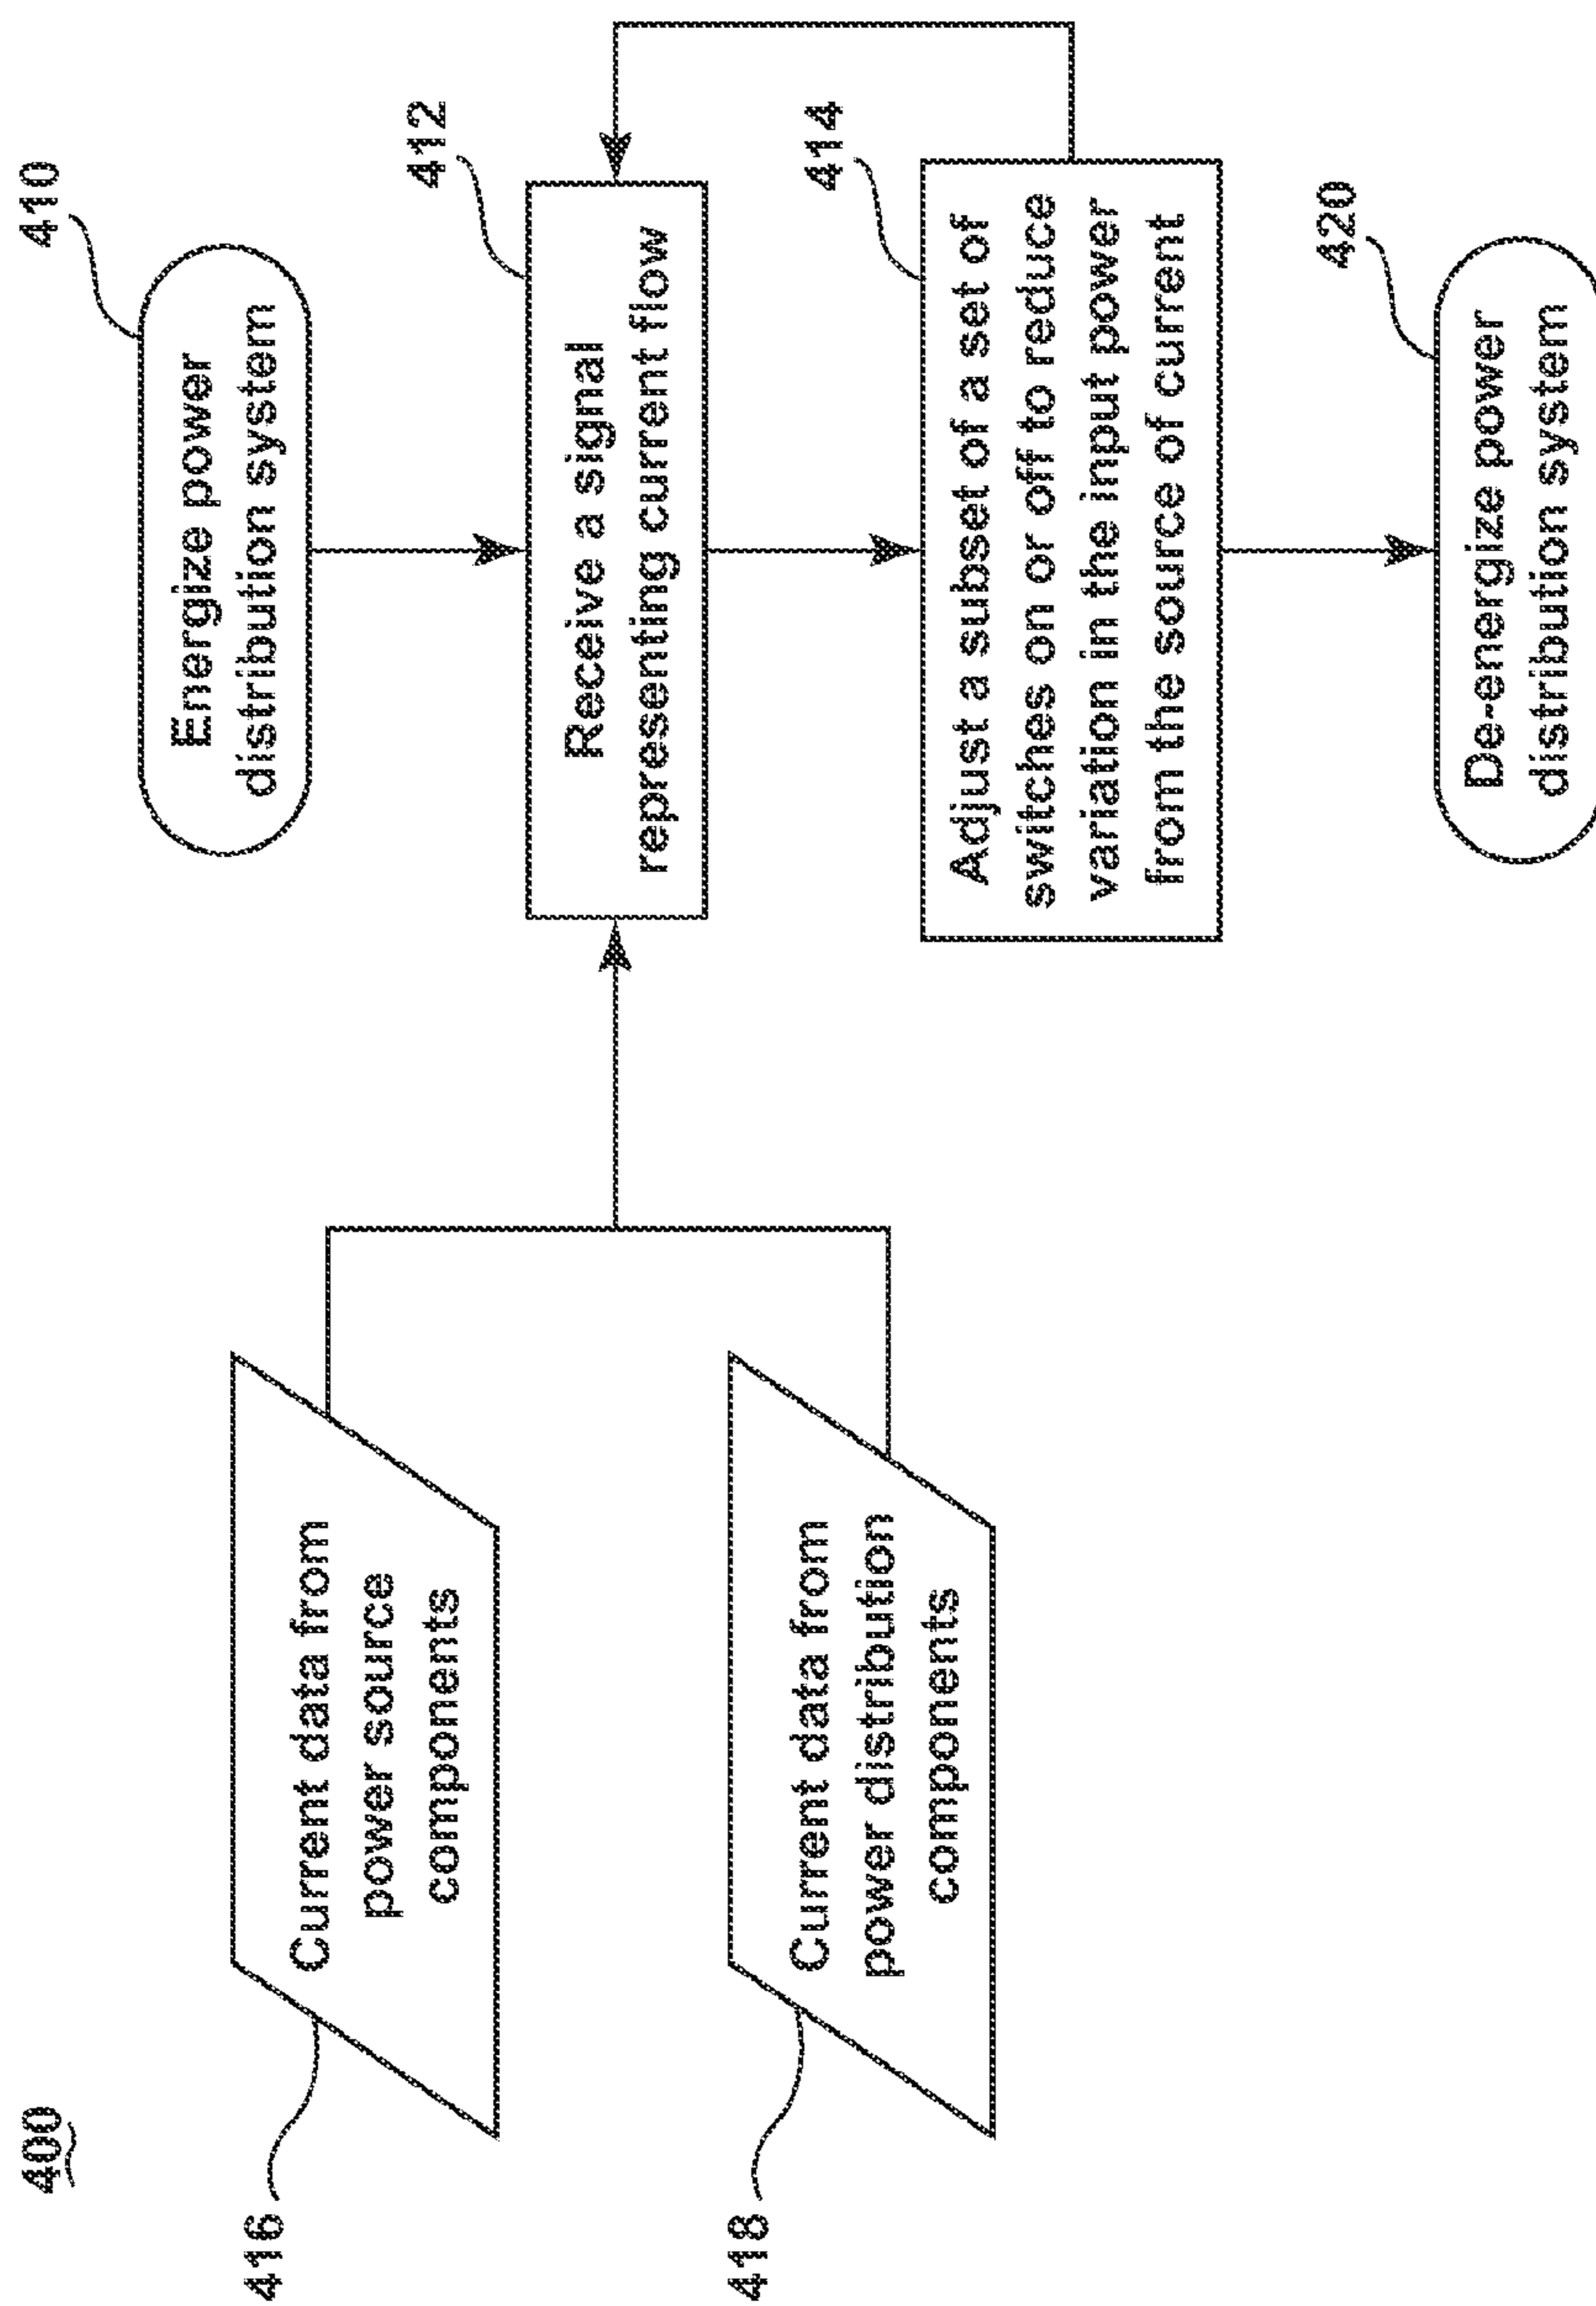 400
410
Energize power
distribution system
416
Current data from
power source
components
412
Receive a signal
representing current flow
418
Current data from
power distribution
components
414
Adjust a subset of a set of
switches on or off to reduce
variation in the input power
from the source of current
420
De-energize power
distribution system